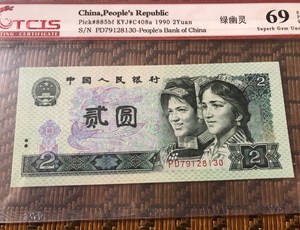 TCIS
China,People's Republic
Pick#885bf KYJ#C408a 1990 2Yuan
S/N PD79128130-People's Bank of China
绿幽灵
69
Superb Gem Unc
中国人民银行
贰圆
2
PD79128130
2